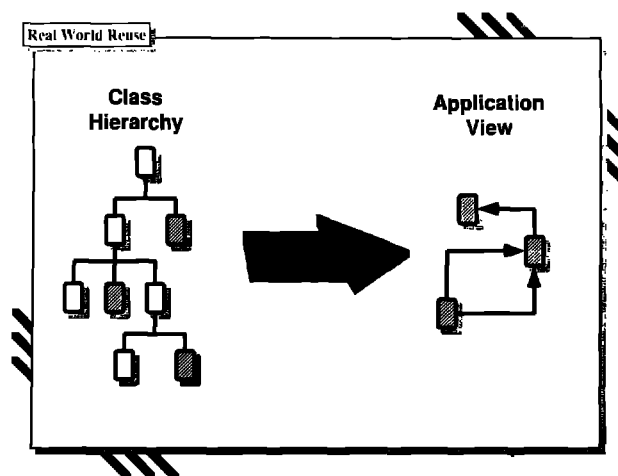 Real World Reuse
Class
Hierarchy
Application
View